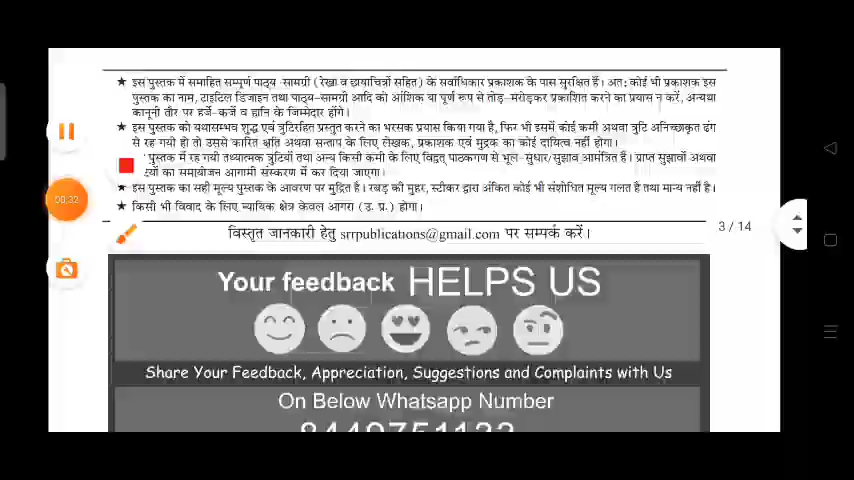 ★ इस पुस्तक में समाहित सम्पूर्ण पाठ्य-सामग्री (रेखा व छायाचित्रों सहित) के सर्वाधिकार प्रकाशक के पास सुरक्षित हैं। अतः कोई भी प्रकाशक इस
पुस्तक का नाम, टाइटिल डिजाइन तथा पाठ्य-सामग्री आदि को आंशिक या पूर्ण रूप से तोड़-मरोड़कर प्रकाशित करने का प्रयास न करें, अन्यथा
कानूनी तौर पर हर्जे-कर्जे व हानि के जिम्मेदार होंगे।
★ इस पुस्तक को यथासम्भव शुद्ध एवं त्रुटिरहित प्रस्तुत करने का भरसक प्रयास किया गया है, फिर भी इसमें कोई कमी अथवा त्रुटि अनिच्छाकृत ढंग
से रह गयी हो तो उससे कारित क्षति अथवा सन्ताप के लिए लेखक, प्रकाशक एवं मुद्रक का कोई दायित्व नहीं होगा।
पुस्तक में रह गयी तथ्यात्मक त्रुटियों तथा अन्य किसी कमी के लिए विद्वत् पाठकगण से भूल-सुधार/सुझाव आमंत्रित हैं। प्राप्त सुझावों अथवा
का समायोजन आगामी संस्करण में कर दिया जाएगा।
★ इस पुस्तक का सही मूल्य पुस्तक के आवरण पर मुद्रित है। रबड़ की मुहर, स्टीकर द्वारा अंकित कोई भी संशोधित मूल्य गलत है तथा मान्य नहीं है।
★ किसी भी विवाद के लिए न्यायिक क्षेत्र केवल आगरा (उ. प्र.) होगा।
00:22
3 / 14
विस्तृत जानकारी हेतु srrpublications@gmail.com पर सम्पर्क करें।
Your feedback HELPS US
Share Your Feedback, Appreciation, Suggestions and Complaints with Us
On Below Whatsapp Number